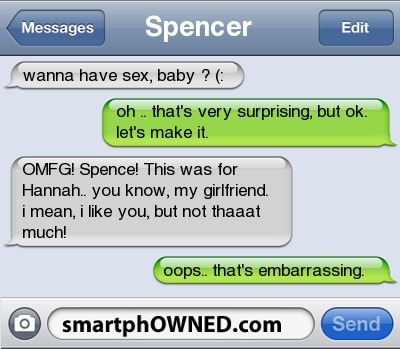 Messages
Spencer
Edit
wanna have sex, baby ? (:
oh .. that's very surprising, but ok.
let's make it.
OMFG! Spence! This was for
Hannah.. you know, my girlfriend.
i mean, i like you, but not thaaat
much!
oops.. that's embarrassing.
smartphOWNED.com
Send